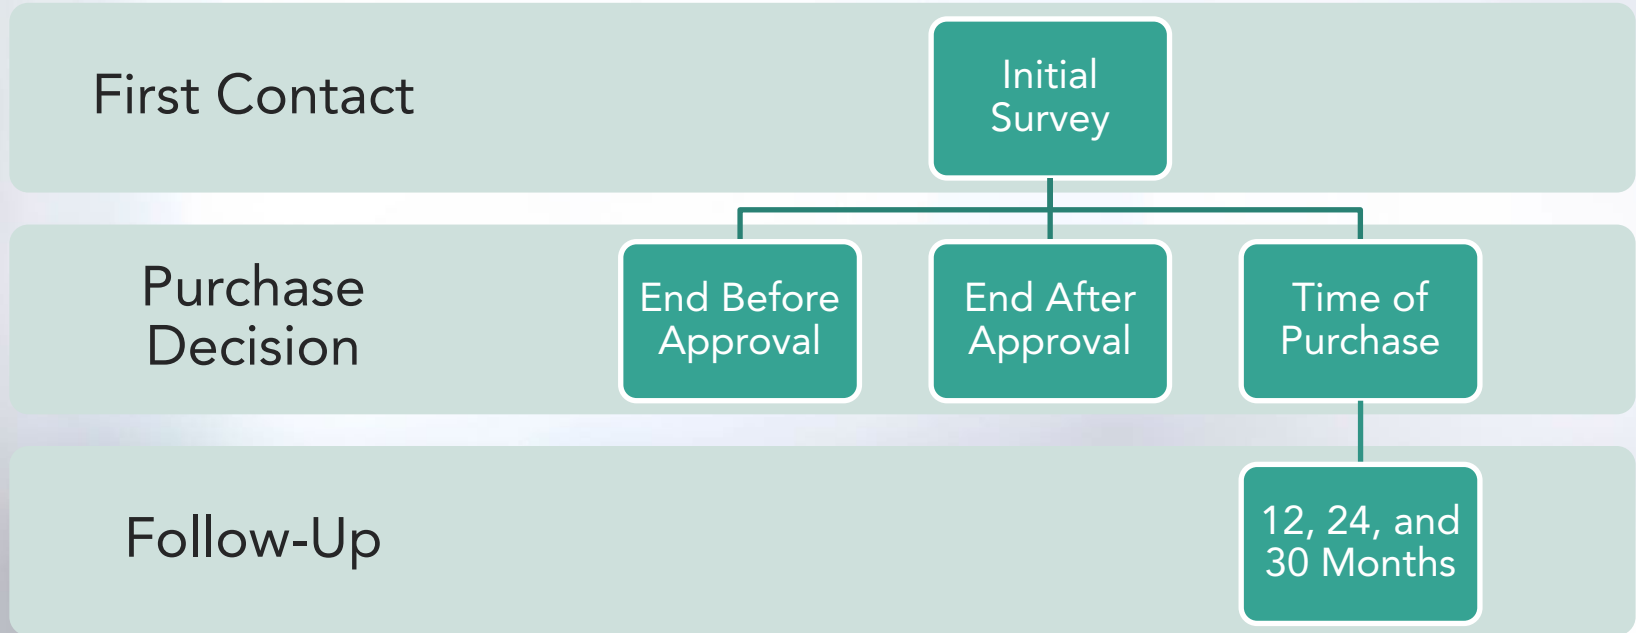 First Contact
Initial
Survey
Purchase
Decision
End Before
Approval
End After
Approval
Time of
Purchase
Follow-Up
12, 24, and
30 Months